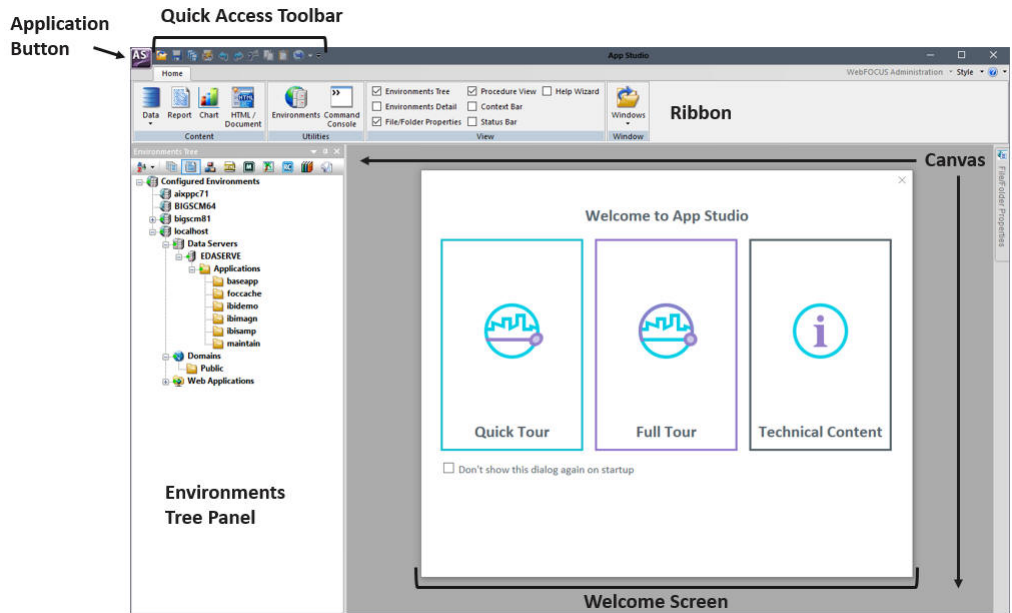 Quick Access Toolbar
Application
Button
AS
App Studio
Home
WebFOCUS Administration
Style
Data
Report
Chart
HTML /
Document
Content
Environments
Command
Console
Utilities
Environments Tree
Procedure View
Help Wizard
Environments Detail
Context Bar
File/Folder Properties
Status Bar
View
Windows
Window
Ribbon
Environments Tree
Canvas
File/Folder Properties
Configured Environments
aixppc71
BIGSCM64
bigscm81
localhost
Data Servers
EDASERVE
Applications
baseapp
foccache
ibidemo
ibimagn
ibisamp
maintain
Domains
Public
Web Applications
Welcome to App Studio
Quick Tour
Full Tour
Technical Content
Don't show this dialog again on startup
Environments
Tree Panel
Welcome Screen